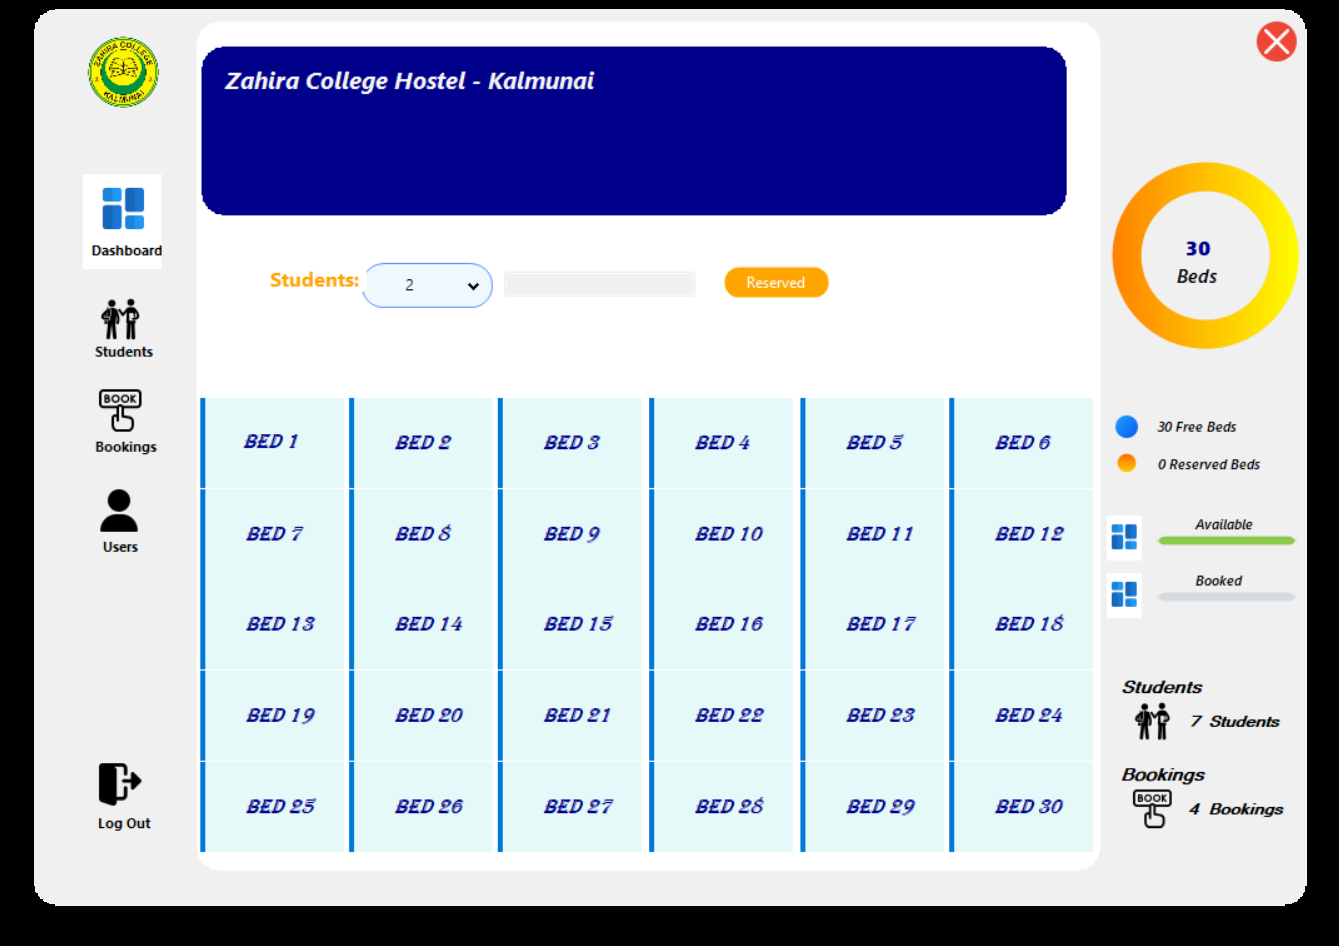 ZAHIRA COLLEGE
KALMUNAI
Zahira College Hostel - Kalmunai
Dashboard
Students
BOOK
Bookings
Users
Log Out
Students:
2
Reserved
BED 1
BED 2
BED 3
BED 4
BED 5
BED 6
BED 7
BED 8
BED 9
BED 10
BED 11
BED 12
BED 13
BED 14
BED 15
BED 16
BED 17
BED 18
BED 19
BED 20
BED 21
BED 22
BED 23
BED 24
BED 25
BED 26
BED 27
BED 28
BED 29
BED 30
30
Beds
30 Free Beds
0 Reserved Beds
Available
Booked
Students
7 Students
Bookings
BOOK
4 Bookings